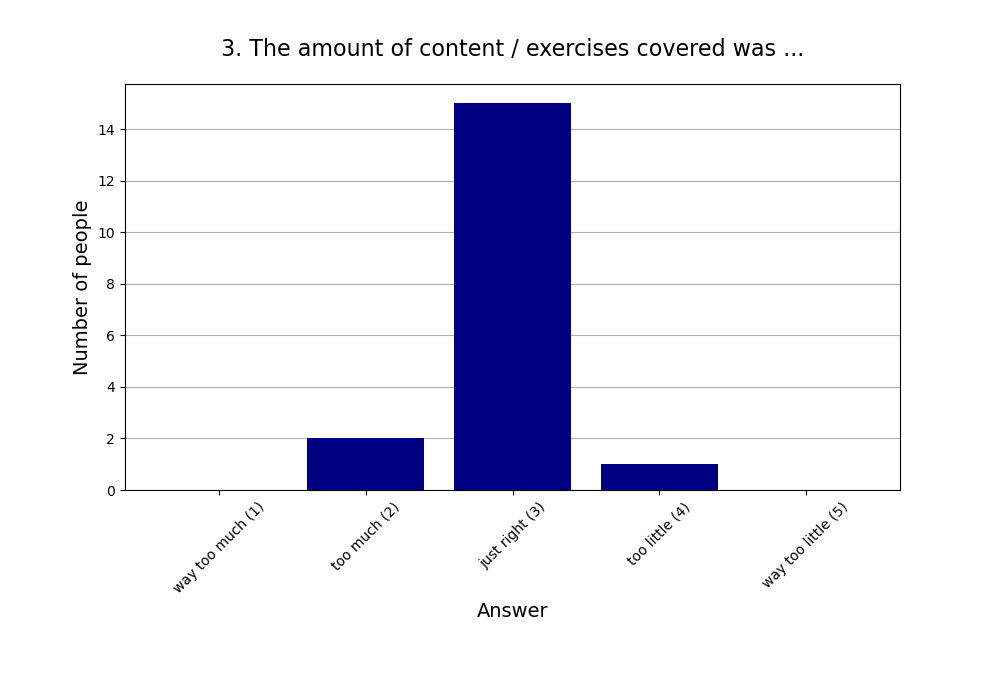 3. The amount of content / exercises covered was ...
Number of people
14
12
10
8
6
4
2
0
way too much (1)
too much (2)
just right (3)
too little (4)
way too little (5)
Answer